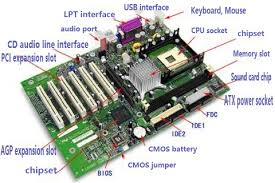 LPT interface
USB interface
Keyboard, Mouse
audio port
CPU socket
chipset
CD audio line interface
PCI expansion slot
Memory slot
Sound card chip
ATX power socket
FDC
IDE1
IDE2
AGP expansion slot
CMOS battery
chipset
BIOS
CMOS jumper